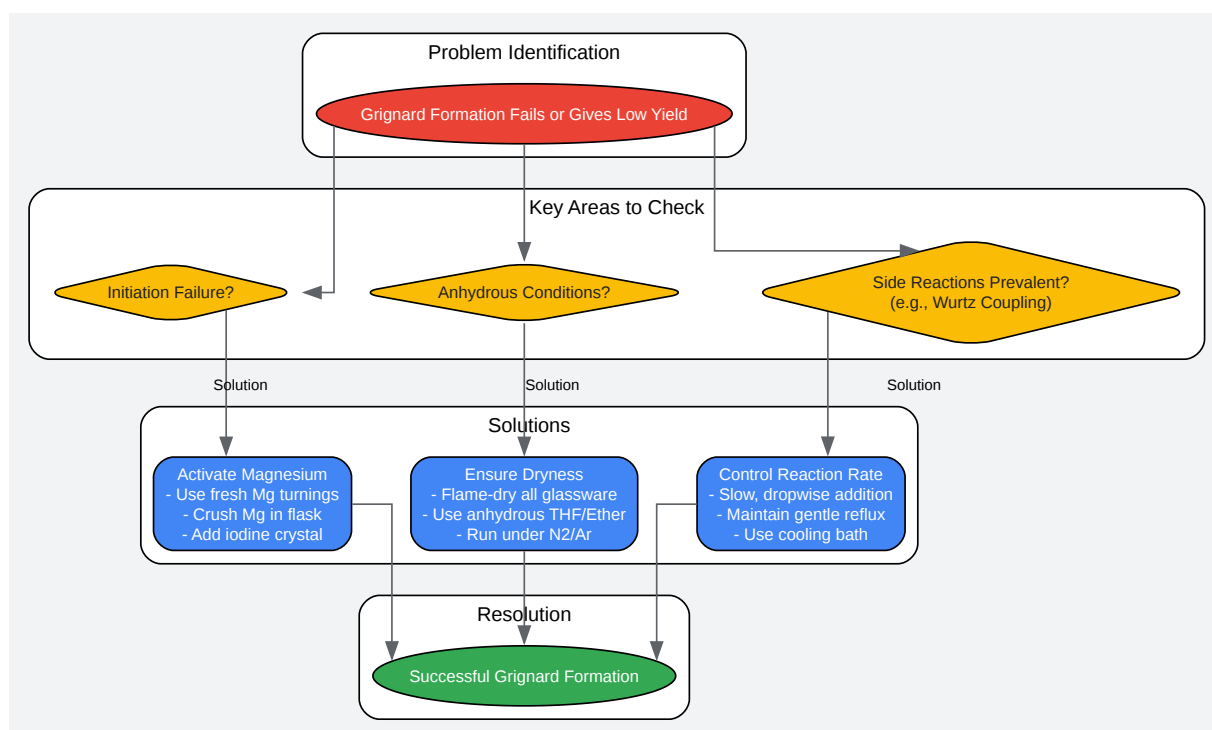 Problem Identification
Grignard Formation Fails or Gives Low Yield
Key Areas to Check
Initiation Failure?
Anhydrous Conditions?
Side Reactions Prevalent?
(e.g., Wurtz Coupling)
Solution
Solution
Solution
Solutions
Activate Magnesium
- Use fresh Mg turnings
- Crush Mg in flask
- Add iodine crystal
Ensure Dryness
- Flame-dry all glassware
- Use anhydrous THF/Ether
- Run under N2/Ar
Control Reaction Rate
- Slow, dropwise addition
- Maintain gentle reflux
- Use cooling bath
Resolution
Successful Grignard Formation